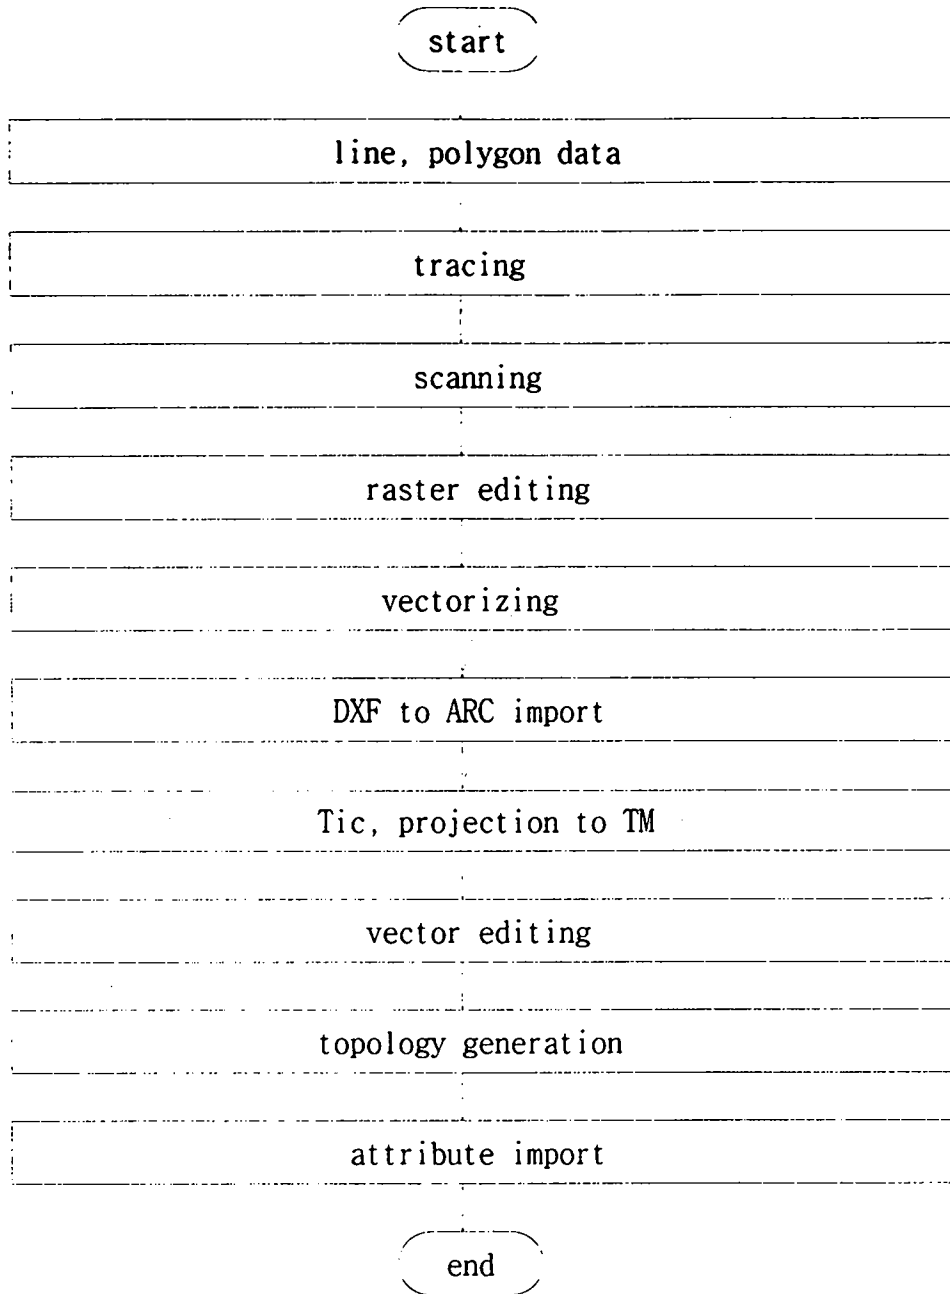 start
line, polygon data
tracing
scanning
raster editing
vectorizing
DXF to ARC import
Tic, projection to TM
vector editing
topology generation
attribute import
end